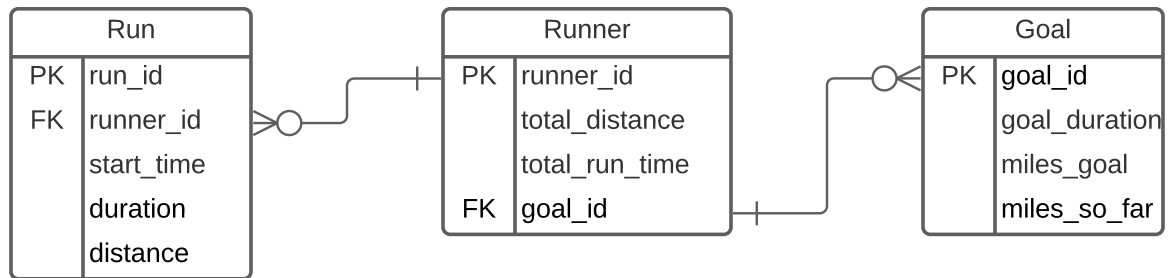 Run
PK run_id
FK runner_id
start_time
duration
distance
Runner
PK runner_id
total_distance
total_run_time
FK goal_id
Goal
PK goal_id
goal_duration
miles_goal
miles_so_far